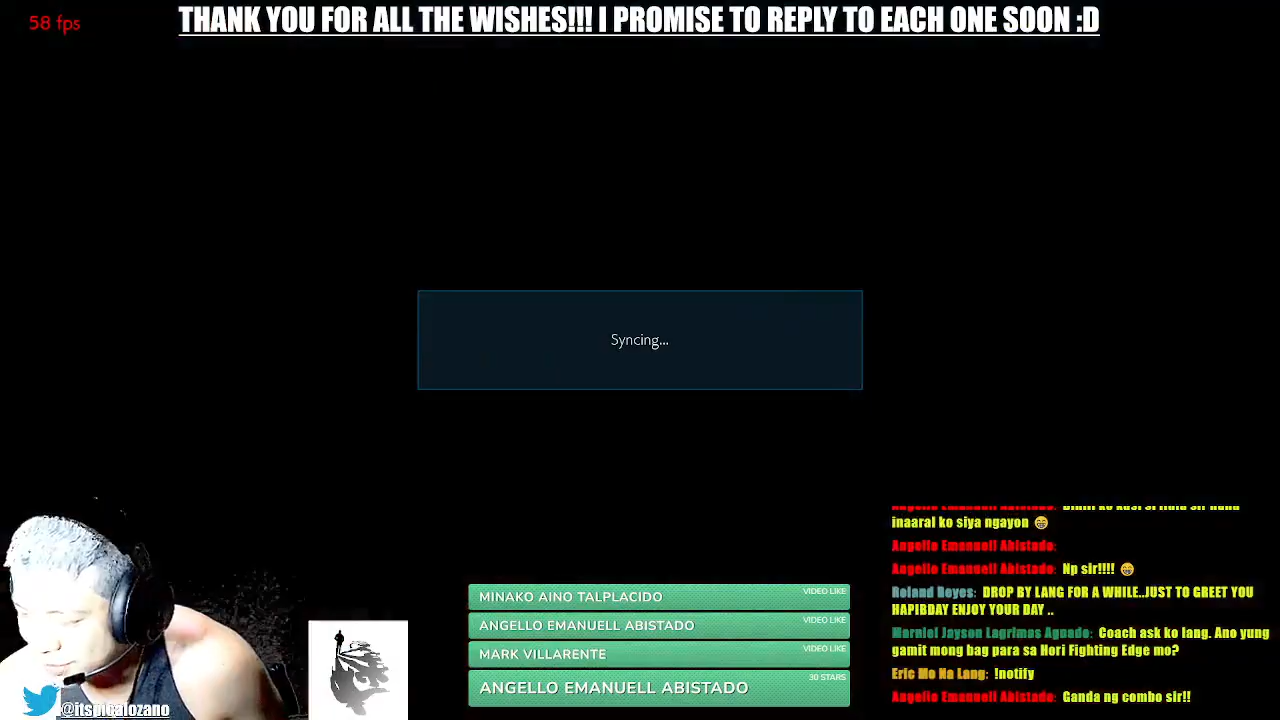 58 fps
THANK YOU FOR ALL THE WISHES!!! I PROMISE TO REPLY TO EACH ONE SOON :D
Syncing...
MINAKO AINO TALPLACIDO VIDEO LIKE
ANGELLO EMANUELL ABISTADO VIDEO LIKE
MARK VILLARENTE VIDEO LIKE
ANGELLO EMANUELL ABISTADO 30 STARS
Angello Emanuell Abistado:
inaaral ko siya ngayon 😁
Angello Emanuell Abistado:
Angello Emanuell Abistado: Np sir!!!! 😁
Roland Reyes: DROP BY LANG FOR A WHILE..JUST TO GREET YOU
HAPIRDAY ENJOY YOUR DAY ..
Marniel Jayson Lagrimas Aguado: Coach ask ko lang. Ano yung
gamit mong bag para sa Hori Fighting Edge mo?
Eric Mo Na Lang: !notify
Angello Emanuell Abistado: Ganda ng combo sir!!